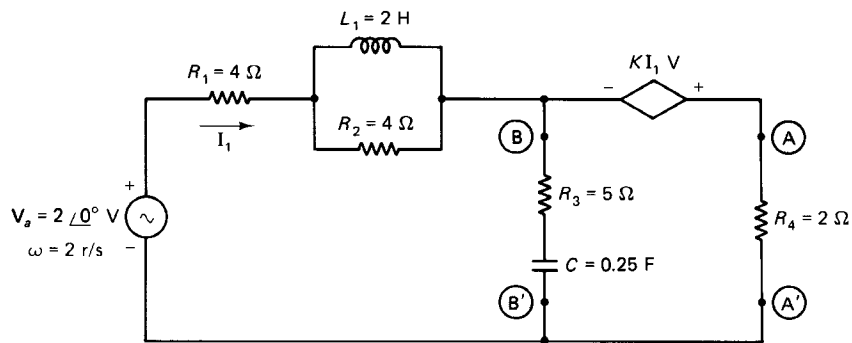 L₁ = 2 H
R₁ = 4 Ω
I₁
R₂ = 4 Ω
− KI₁ V +
B
A
+
Vₐ = 2 ∠0° V
ω = 2 r/s
−
R₃ = 5 Ω
R₄ = 2 Ω
C = 0.25 F
B'
A'